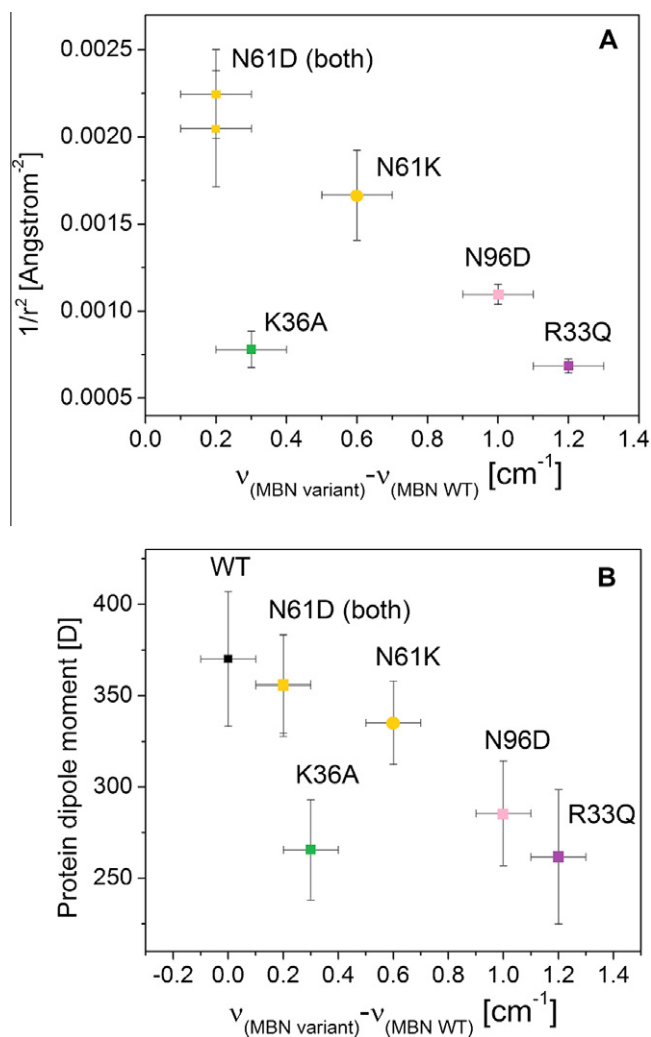 A
N61D (both)
N61K
N96D
K36A
R33Q
1/r² [Angstrom⁻²]
0.0025
0.0020
0.0015
0.0010
0.0005
0.0 0.2 0.4 0.6 0.8 1.0 1.2 1.4
ν(MBN variant)-ν(MBN WT) [cm⁻¹]
B
WT
N61D (both)
N61K
K36A
N96D
R33Q
Protein dipole moment [D]
400
350
300
250
-0.2 0.0 0.2 0.4 0.6 0.8 1.0 1.2 1.4
ν(MBN variant)-ν(MBN WT) [cm⁻¹]